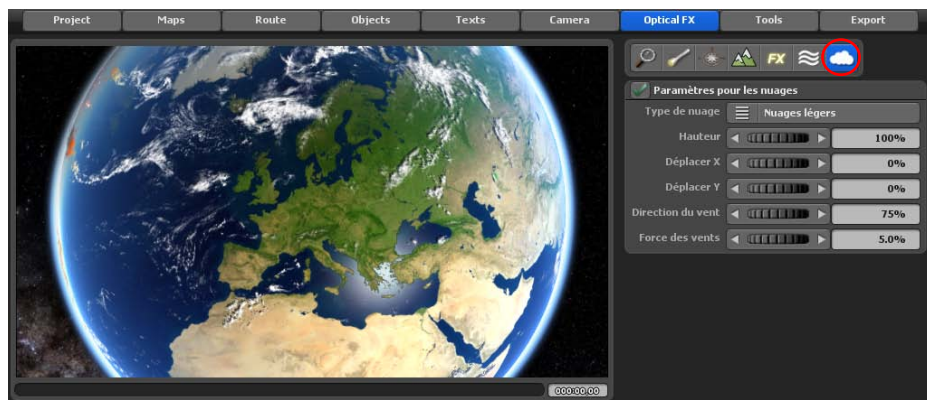 Project Maps Route Objects Texts Camera Optical FX Tools Export
FX
Paramètres pour les nuages
Type de nuage Nuages légers
Hauteur 100%
Déplacer X 0%
Déplacer Y 0%
Direction du vent 75%
Force des vents 5.0%
000:00:00